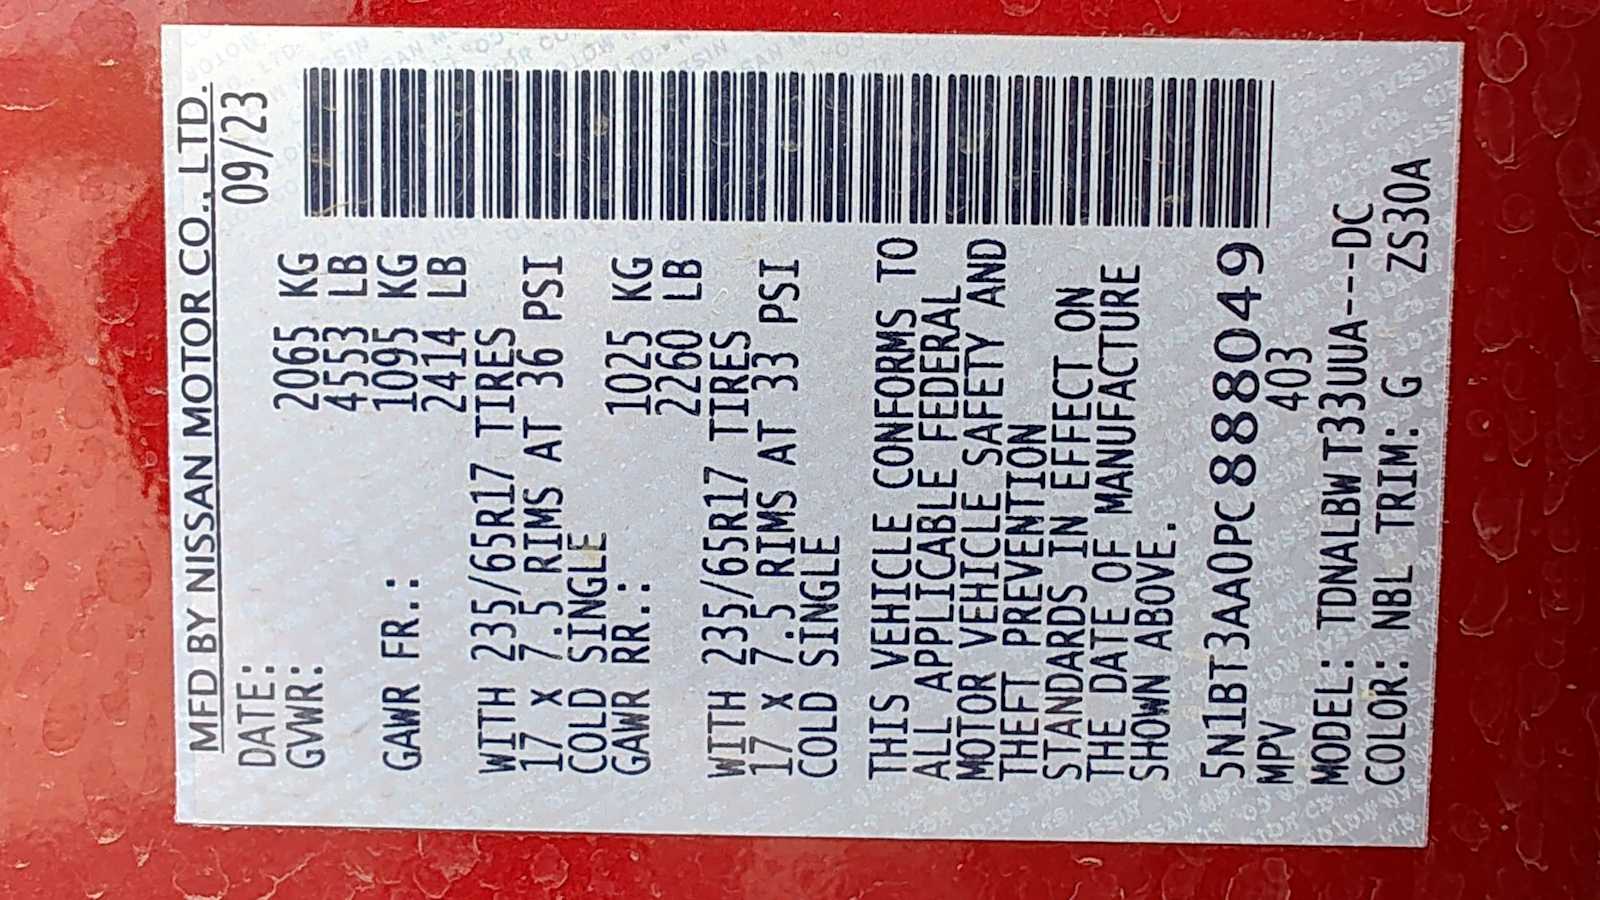 MFD BY NISSAN MOTOR CO., LTD.
DATE: 09/23
GVWR: 2065 KG
4553 LB
GAWR FR.: 1095 KG
2414 LB
WITH 235/65R17 TIRES
17 X 7.5 RIMS AT 36 PSI
COLD SINGLE
GAWR RR.: 1025 KG
2260 LB
WITH 235/65R17 TIRES
17 X 7.5 RIMS AT 33 PSI
COLD SINGLE
THIS VEHICLE CONFORMS TO
ALL APPLICABLE FEDERAL
MOTOR VEHICLE SAFETY AND
THEFT PREVENTION
STANDARDS IN EFFECT ON
THE DATE OF MANUFACTURE
SHOWN ABOVE.
5N1BT3AA0PC888049
MPV 403
MODEL: TDNALBWT33UUA---DC
COLOR: NBL TRIM: G ZS30A